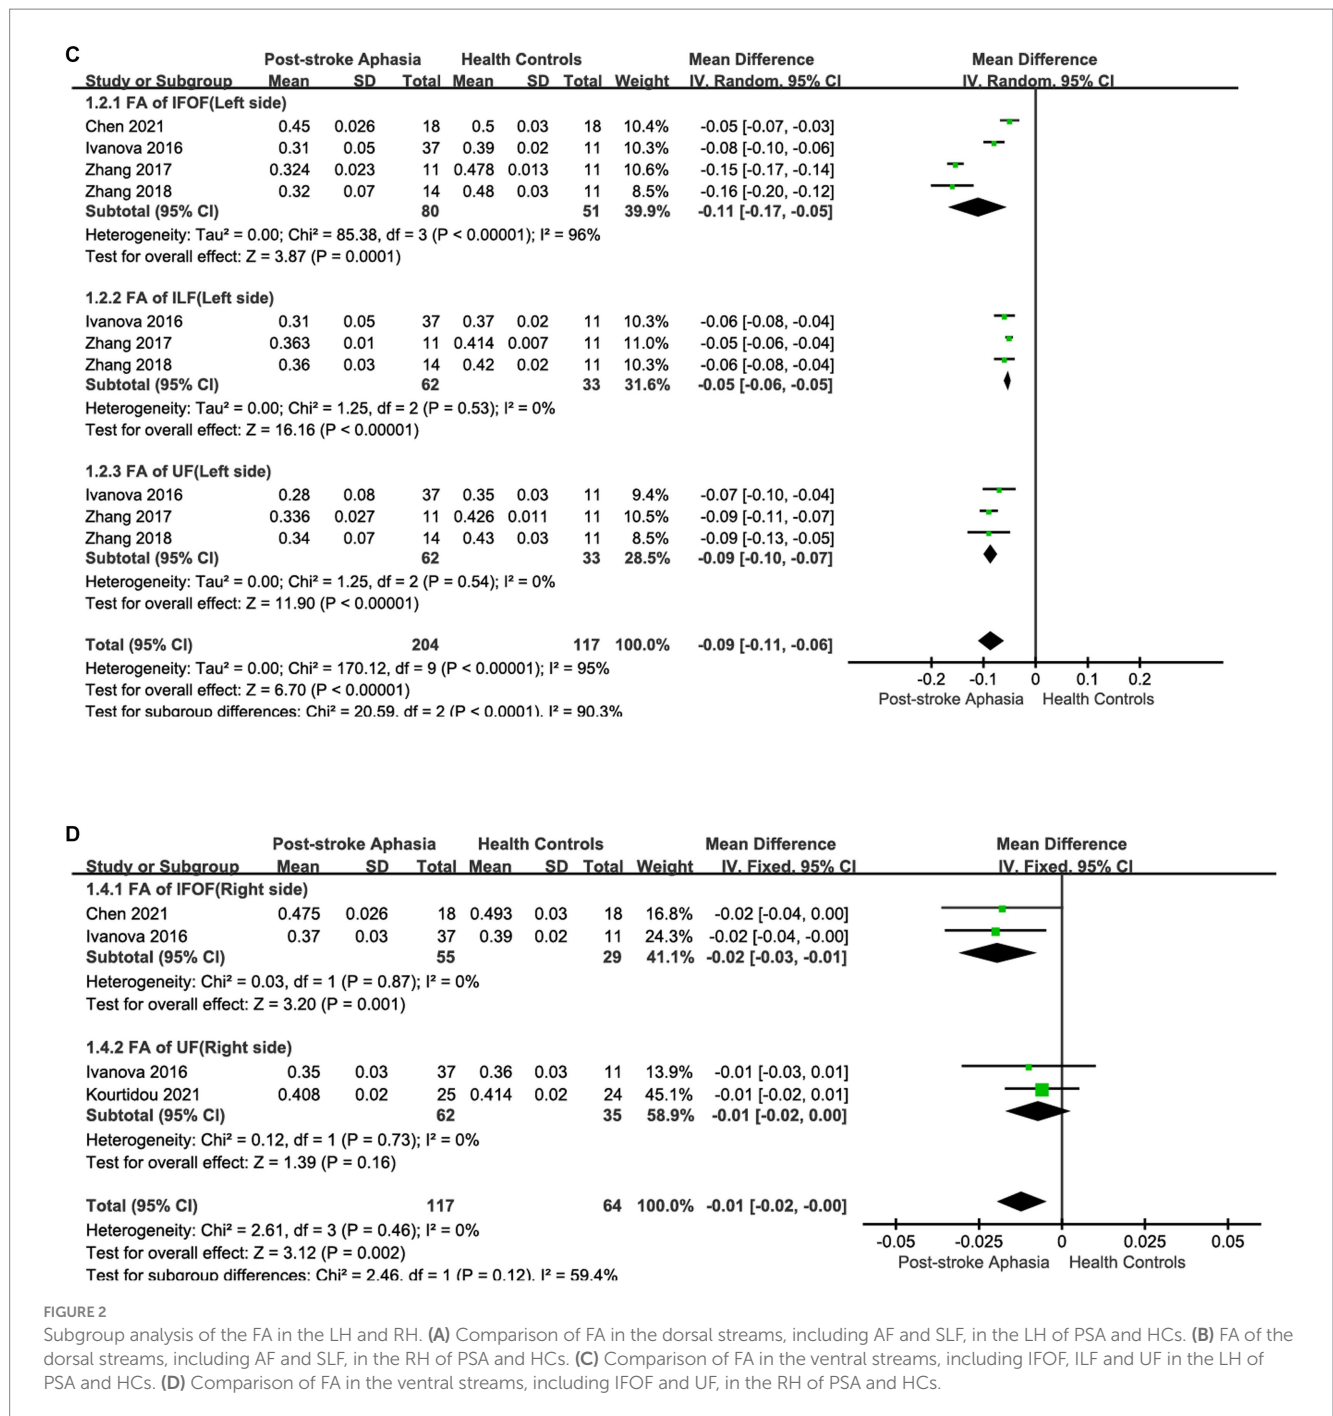 C
Post-stroke Aphasia Health Controls Mean Difference Mean Difference
Study or Subgroup Mean SD Total Mean SD Total Weight IV. Random. 95% CI IV. Random. 95% CI
1.2.1 FA of IFOF(Left side)
Chen 2021 0.45 0.026 18 0.5 0.03 18 10.4% -0.05 [-0.07, -0.03]
Ivanova 2016 0.31 0.05 37 0.39 0.02 11 10.3% -0.08 [-0.10, -0.06]
Zhang 2017 0.324 0.023 11 0.478 0.013 11 10.6% -0.15 [-0.17, -0.14]
Zhang 2018 0.32 0.07 14 0.48 0.03 11 8.5% -0.16 [-0.20, -0.12]
Subtotal (95% CI) 80 51 39.9% -0.11 [-0.17, -0.05]
Heterogeneity: Tau² = 0.00; Chi² = 85.38, df = 3 (P < 0.00001); I² = 96%
Test for overall effect: Z = 3.87 (P = 0.0001)
1.2.2 FA of ILF(Left side)
Ivanova 2016 0.31 0.05 37 0.37 0.02 11 10.3% -0.06 [-0.08, -0.04]
Zhang 2017 0.363 0.01 11 0.414 0.007 11 11.0% -0.05 [-0.06, -0.04]
Zhang 2018 0.36 0.03 14 0.42 0.02 11 10.3% -0.06 [-0.08, -0.04]
Subtotal (95% CI) 62 33 31.6% -0.05 [-0.06, -0.05]
Heterogeneity: Tau² = 0.00; Chi² = 1.25, df = 2 (P = 0.53); I² = 0%
Test for overall effect: Z = 16.16 (P < 0.00001)
1.2.3 FA of UF(Left side)
Ivanova 2016 0.28 0.08 37 0.35 0.03 11 9.4% -0.07 [-0.10, -0.04]
Zhang 2017 0.336 0.027 11 0.426 0.011 11 10.5% -0.09 [-0.11, -0.07]
Zhang 2018 0.34 0.07 14 0.43 0.03 11 8.5% -0.09 [-0.13, -0.05]
Subtotal (95% CI) 62 33 28.5% -0.09 [-0.10, -0.07]
Heterogeneity: Tau² = 0.00; Chi² = 1.25, df = 2 (P = 0.54); I² = 0%
Test for overall effect: Z = 11.90 (P < 0.00001)
Total (95% CI) 204 117 100.0% -0.09 [-0.11, -0.06]
Heterogeneity: Tau² = 0.00; Chi² = 170.12, df = 9 (P < 0.00001); I² = 95%
-0.2 -0.1 0 0.1 0.2
Test for overall effect: Z = 6.70 (P < 0.00001)
Post-stroke Aphasia Health Controls
Test for subgroup differences: Chi² = 20.59. df = 2 (P < 0.0001). I² = 90.3%
D
Post-stroke Aphasia Health Controls Mean Difference Mean Difference
Study or Subgroup Mean SD Total Mean SD Total Weight IV. Fixed. 95% CI IV. Fixed. 95% CI
1.4.1 FA of IFOF(Right side)
Chen 2021 0.475 0.026 18 0.493 0.03 18 16.8% -0.02 [-0.04, 0.00]
Ivanova 2016 0.37 0.03 37 0.39 0.02 11 24.3% -0.02 [-0.04, -0.00]
Subtotal (95% CI) 55 29 41.1% -0.02 [-0.03, -0.01]
Heterogeneity: Chi² = 0.03, df = 1 (P = 0.87); I² = 0%
Test for overall effect: Z = 3.20 (P = 0.001)
1.4.2 FA of UF(Right side)
Ivanova 2016 0.35 0.03 37 0.36 0.03 11 13.9% -0.01 [-0.03, 0.01]
Kourtidou 2021 0.408 0.02 25 0.414 0.02 24 45.1% -0.01 [-0.02, 0.01]
Subtotal (95% CI) 62 35 58.9% -0.01 [-0.02, 0.00]
Heterogeneity: Chi² = 0.12, df = 1 (P = 0.73); I² = 0%
Test for overall effect: Z = 1.39 (P = 0.16)
Total (95% CI) 117 64 100.0% -0.01 [-0.02, -0.00]
Heterogeneity: Chi² = 2.61, df = 3 (P = 0.46); I² = 0%
-0.05 -0.025 0 0.025 0.05
Test for overall effect: Z = 3.12 (P = 0.002)
Post-stroke Aphasia Health Controls
Test for subgroup differences: Chi² = 2.46. df = 1 (P = 0.12). I² = 59.4%
FIGURE 2
Subgroup analysis of the FA in the LH and RH. (A) Comparison of FA in the dorsal streams, including AF and SLF, in the LH of PSA and HCs. (B) FA of the
dorsal streams, including AF and SLF, in the RH of PSA and HCs. (C) Comparison of FA in the ventral streams, including IFOF, ILF and UF in the LH of
PSA and HCs. (D) Comparison of FA in the ventral streams, including IFOF and UF, in the RH of PSA and HCs.